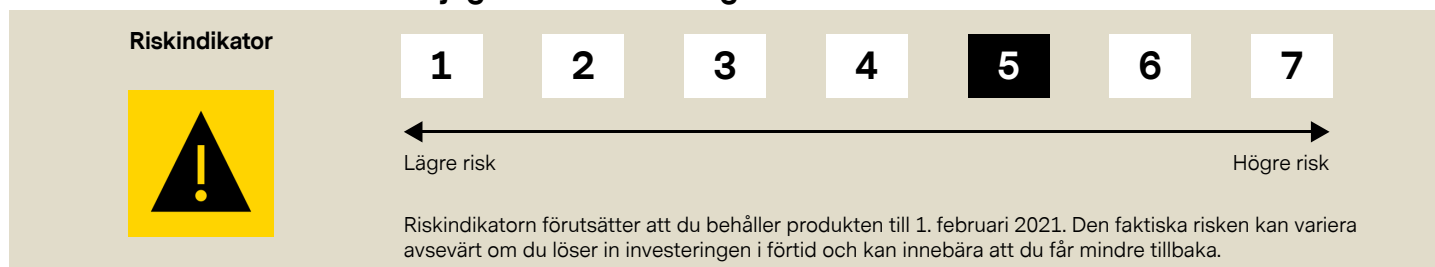 Riskindikator
1 2 3 4 5 6 7
Lägre risk Högre risk
Riskindikatorn förutsätter att du behåller produkten till 1. februari 2021. Den faktiska risken kan variera
avsevärt om du löser in investeringen i förtid och kan innebära att du får mindre tillbaka.